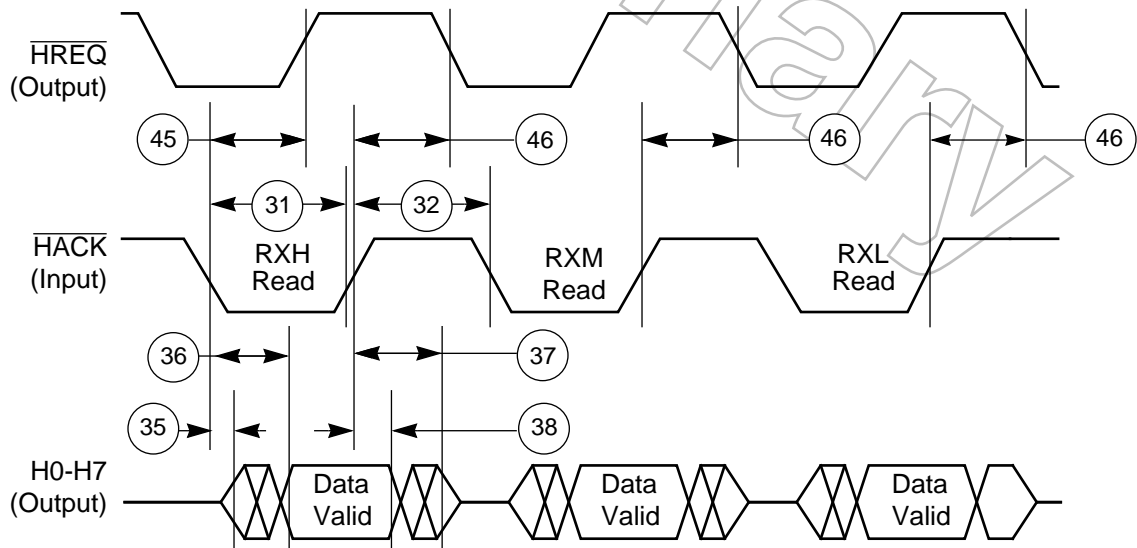 HREQ
(Output)
45
46
46
46
31
32
HACK
(Input)
RXH
Read
RXM
Read
RXL
Read
36
37
35
38
H0-H7
(Output)
Data
Valid
Data
Valid
Data
Valid